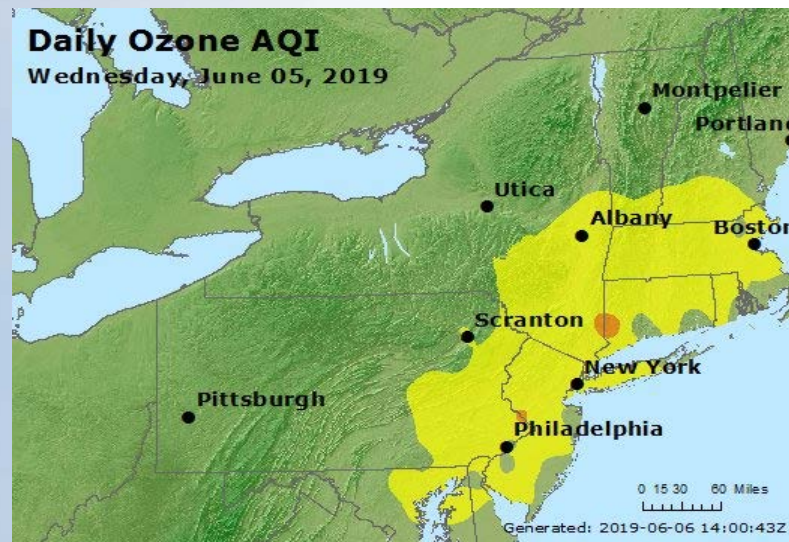 Daily Ozone AQI
Wednesday, June 05, 2019
Montpelier
Portland
Utica
Albany
Boston
Scranton
New York
Pittsburgh
Philadelphia
0 15 30 60 Miles
Generated: 2019-06-06 14:00:43Z